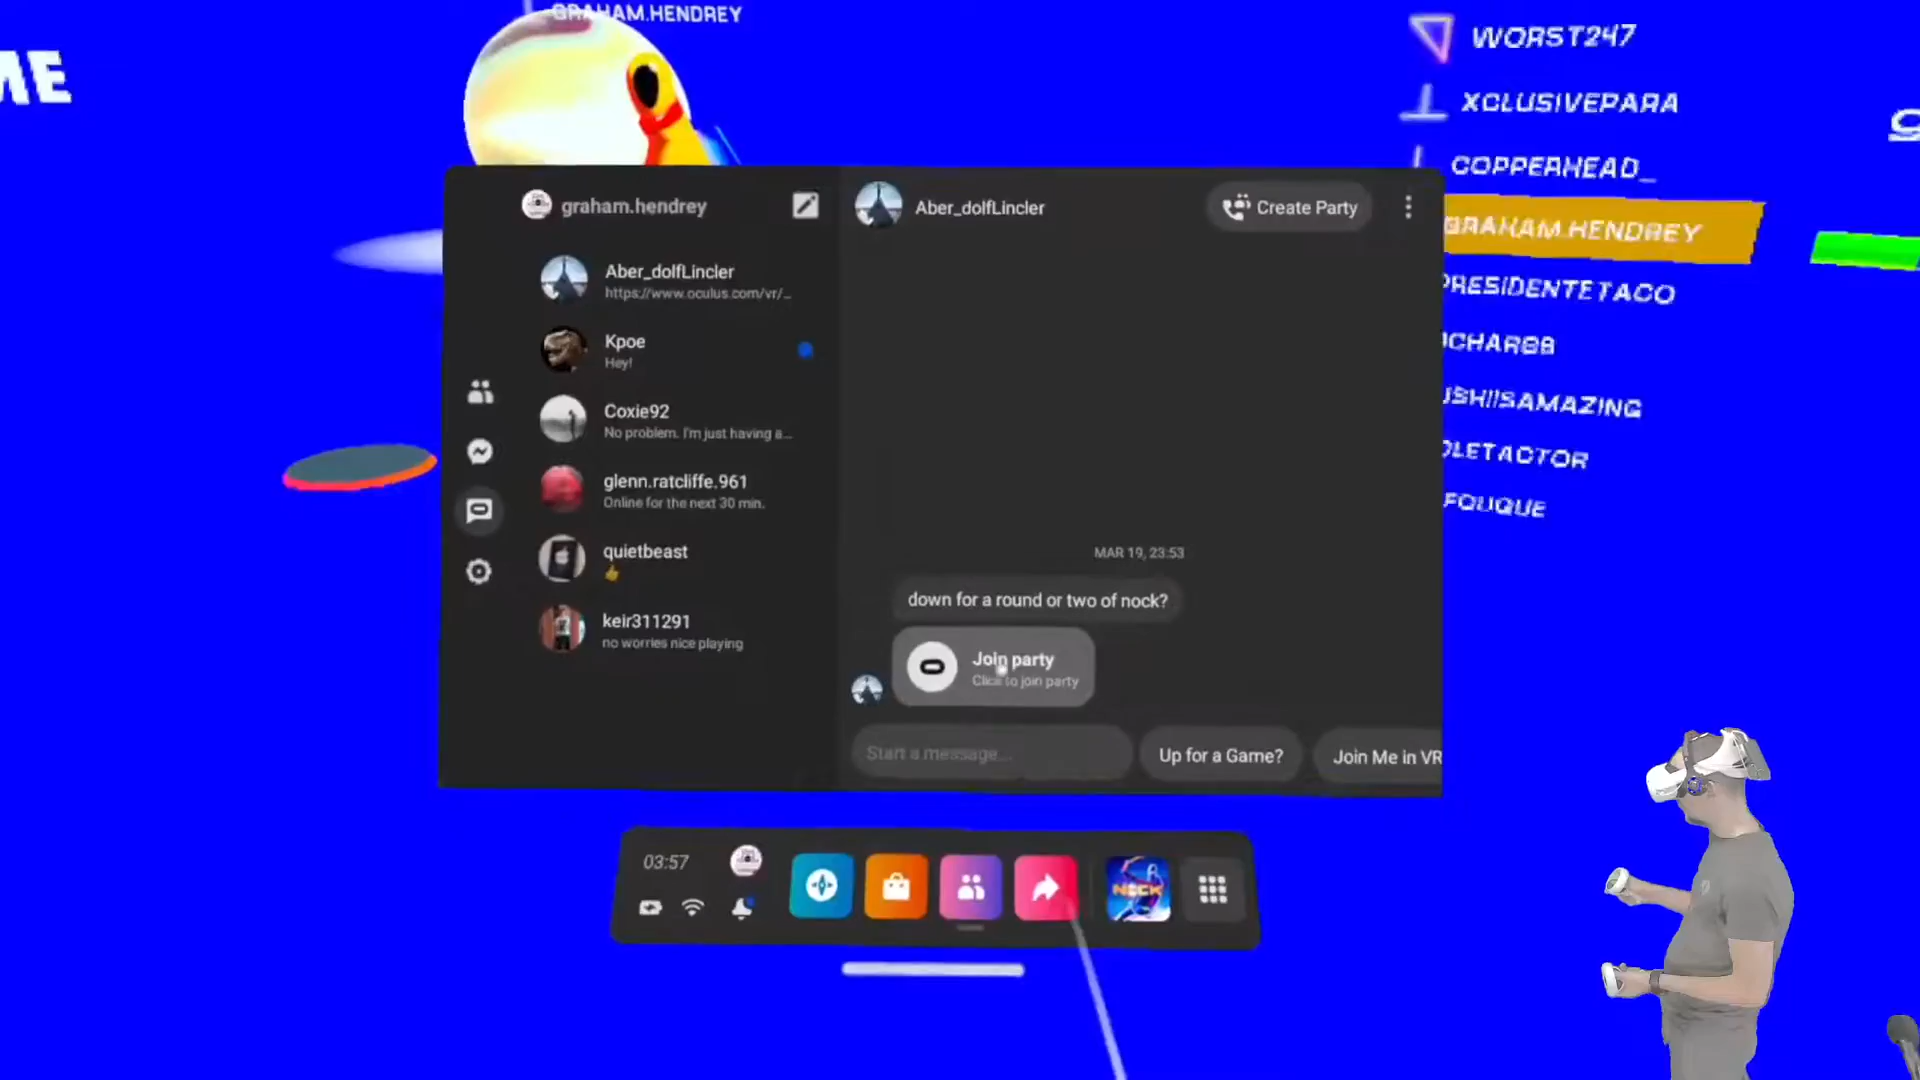 GRAHAM.HENDREY
ME
WORST247
XCLUSIVEPARA
COPPERHEAD_
GRAHAM.HENDREY
PRESIDENTETACO
FOUQUE
graham.hendrey
Aber_dolfLincler
https://www.oculus.com/vr/...
Kpoe
Hey!
Coxie92
No problem. I'm just having a...
glenn.ratcliffe.961
Online for the next 30 min.
quietbeast
keir311291
no worries nice playing
Aber_dolfLincler
Create Party
MAR 19, 23:53
down for a round or two of nock?
Join party
Click to join party
Start a message...
Up for a Game?
Join Me in VR
03:57
NOCK